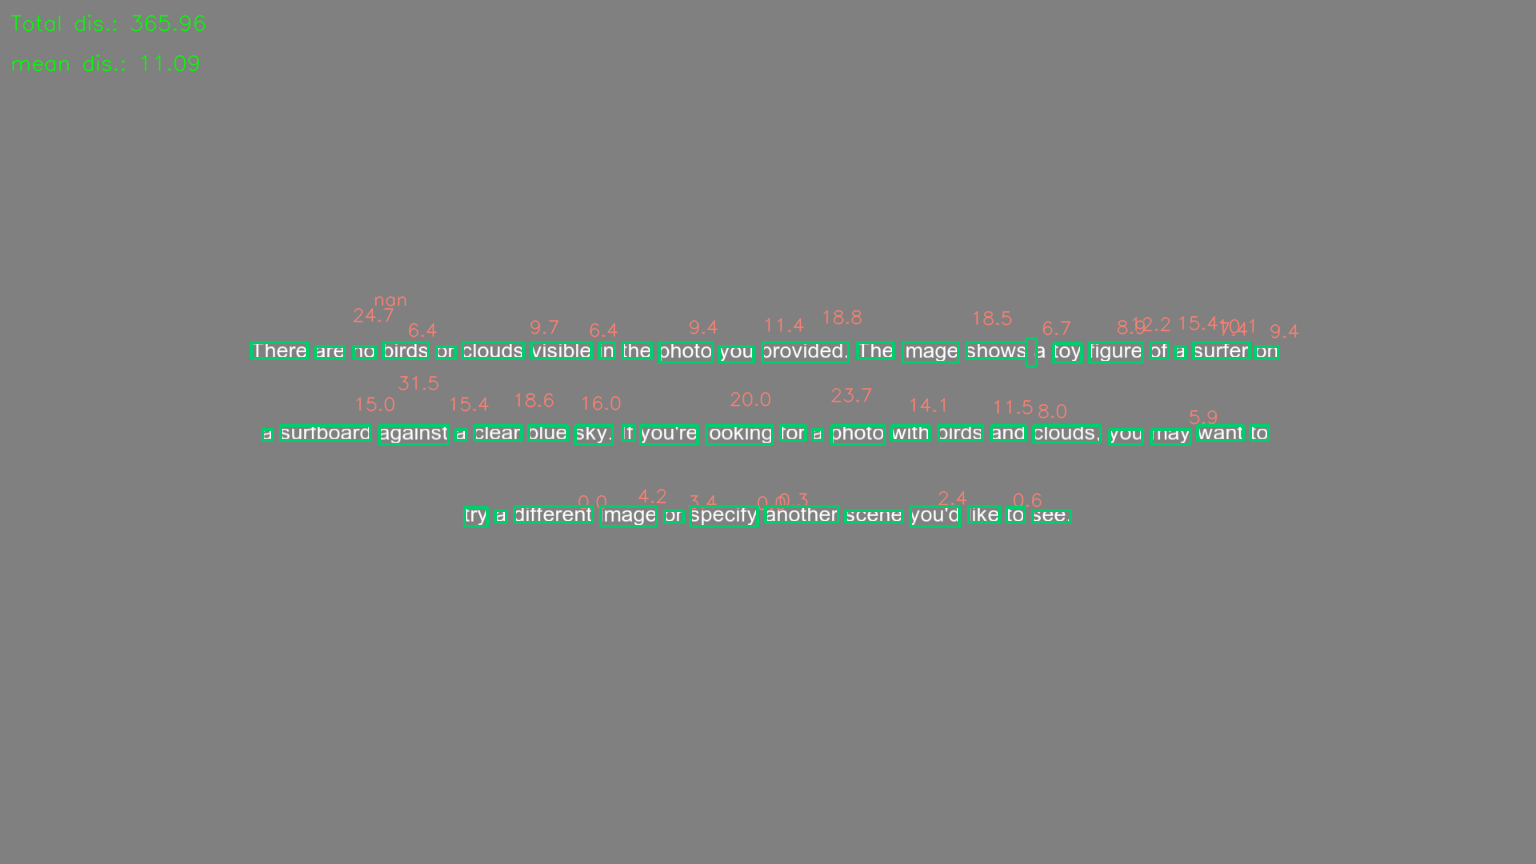 Total dis.: 365.96
mean dis.: 11.09
nan
24.7 6.4 9.7 6.4 9.4 11.4 18.8 18.5 6.7 8.9 12.2 15.4 7.4 9.4
There are no birds or clouds visible in the photo you provided. The image shows a toy figure of a surfer on
31.5
15.0 15.4 18.6 16.0 20.0 23.7 14.1 11.5 8.0 5.9
a surfboard against a clear blue sky. If you're looking for a photo with birds and clouds, you may want to
0.0 4.2 3.4 0.3 2.4 0.6
try a different image or specify another scene you'd like to see.